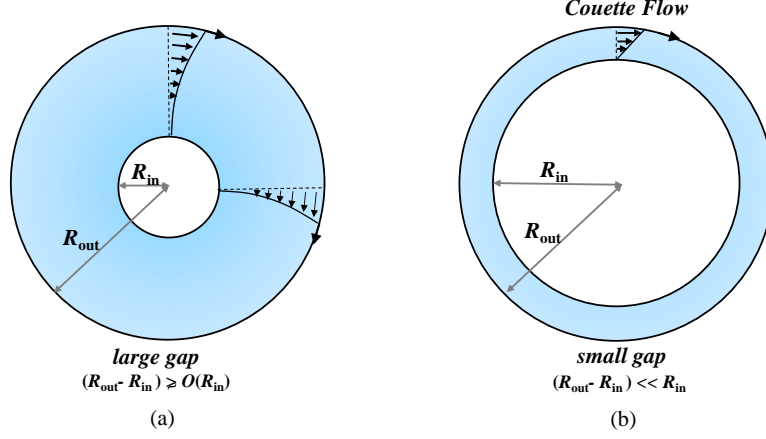 Couette Flow
R_in
R_out
large gap
(R_out- R_in) ⩾ O(R_in)
(a)
R_in
R_out
small gap
(R_out- R_in) << R_in
(b)